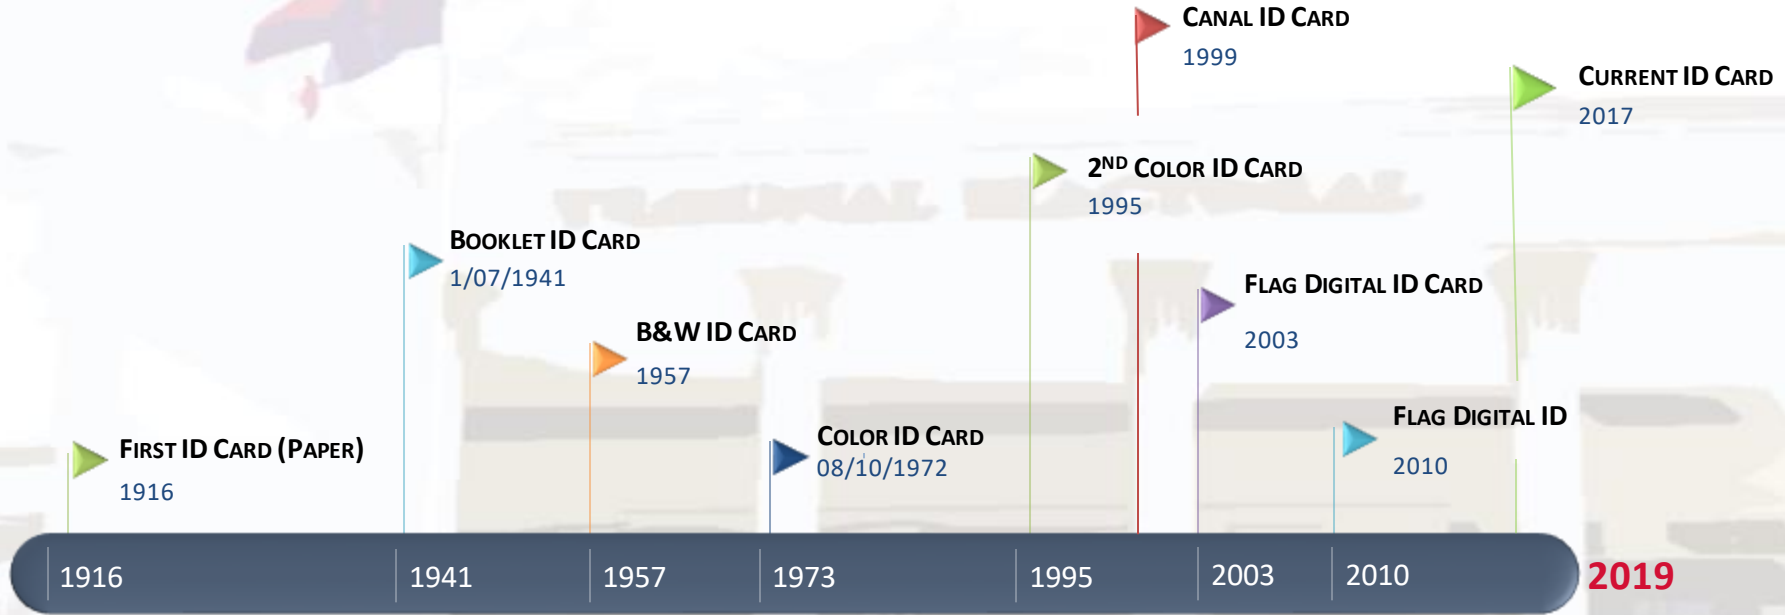 CANAL ID CARD
1999
CURRENT ID CARD
2017
2ND COLOR ID CARD
1995
BOOKLET ID CARD
1/07/1941
FLAG DIGITAL ID CARD
2003
B&W ID CARD
1957
FLAG DIGITAL ID
2010
COLOR ID CARD
08/10/1972
FIRST ID CARD (PAPER)
1916
1916
1941
1957
1973
1995
2003
2010
2019